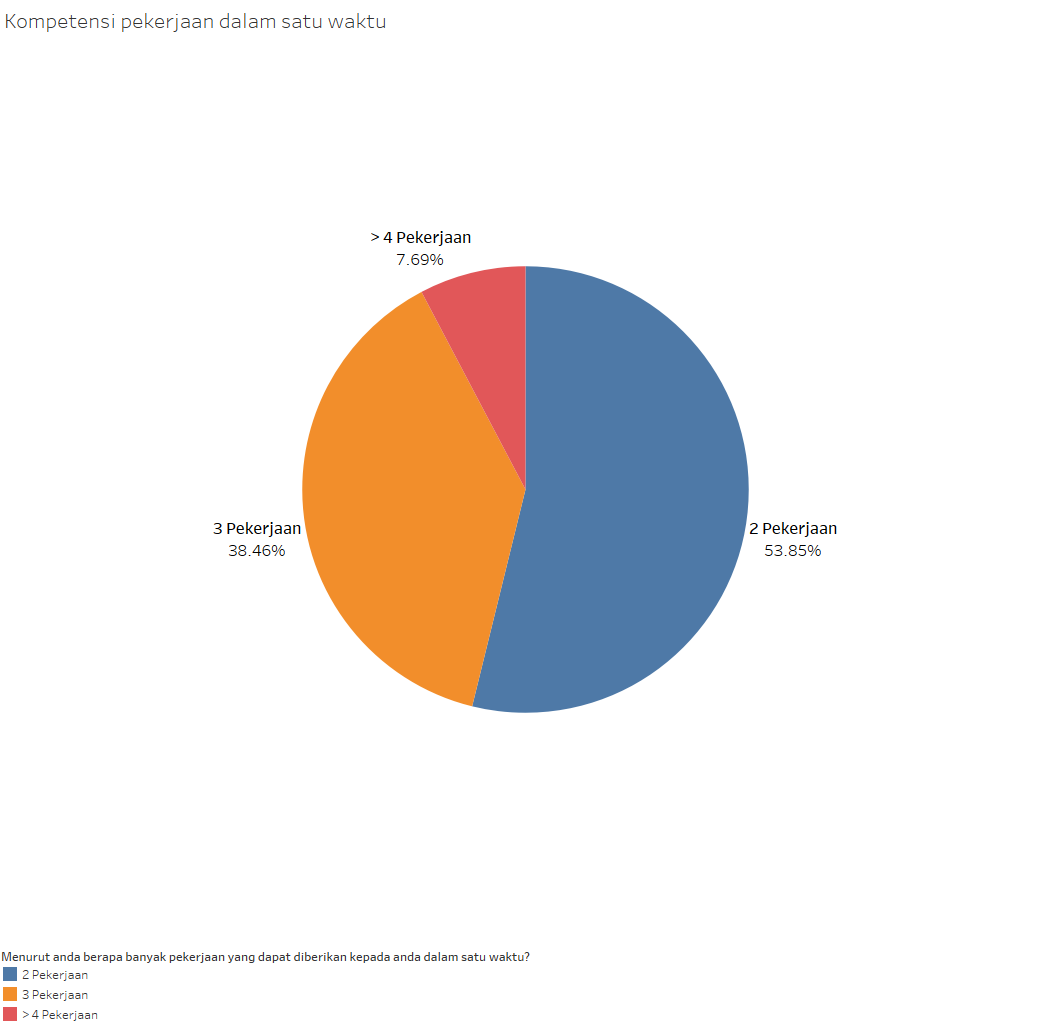 Kompetensi pekerjaan dalam satu waktu
> 4 Pekerjaan
7.69%
3 Pekerjaan
38.46%
2 Pekerjaan
53.85%
Menurut anda berapa banyak pekerjaan yang dapat diberikan kepada anda dalam satu waktu?
2 Pekerjaan
3 Pekerjaan
> 4 Pekerjaan